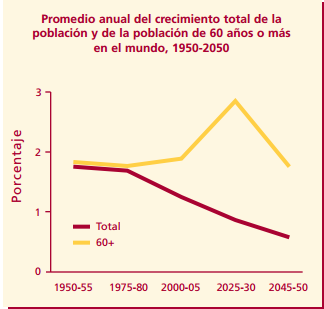 Promedio anual del crecimiento total de la
población y de la población de 60 años o más
en el mundo, 1950-2050
Porcentaje
3
2
1
0
Total
60+
1950-55 1975-80 2000-05 2025-30 2045-50